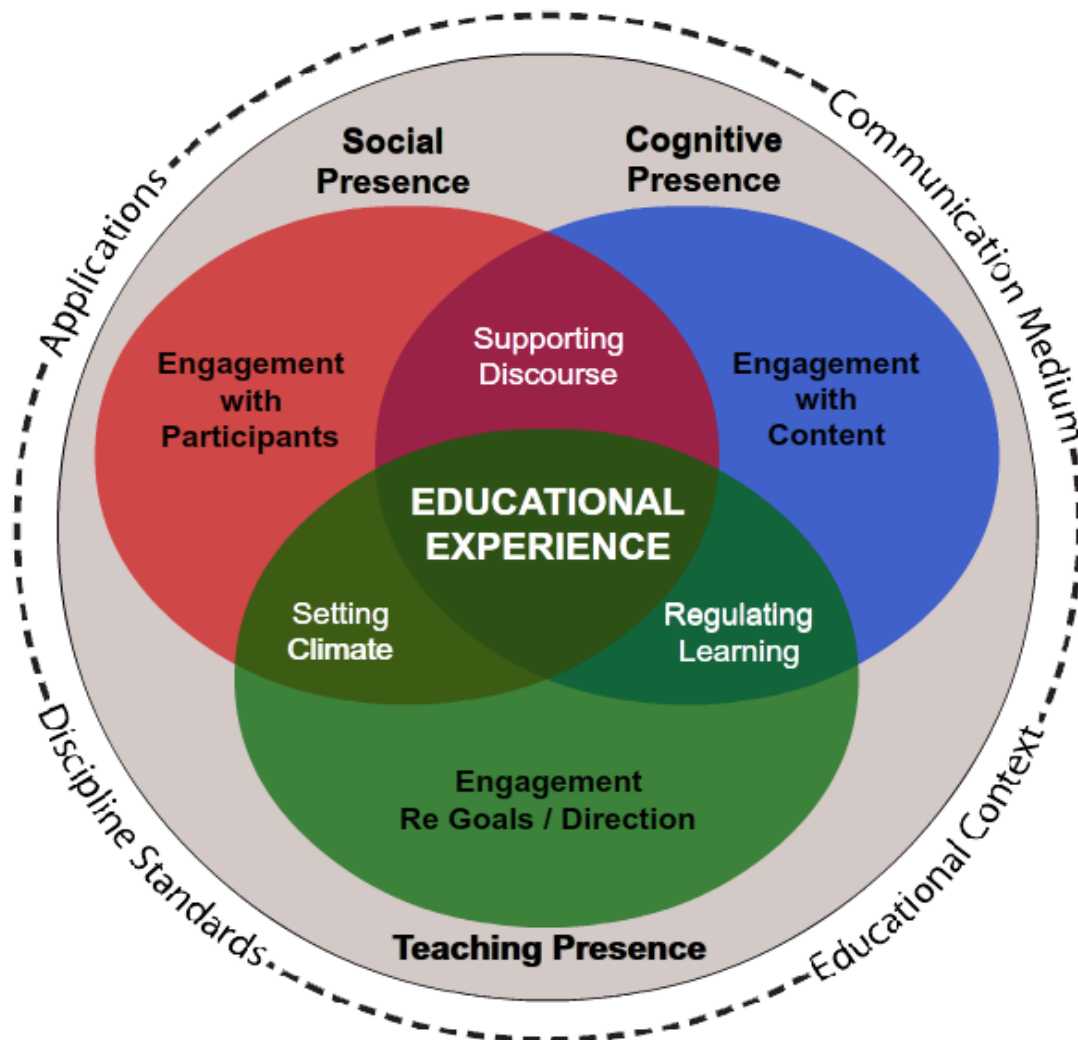 Applications
Communication Medium
Social
Presence
Cognitive
Presence
Engagement
with
Participants
Supporting
Discourse
Engagement
with
Content
EDUCATIONAL
EXPERIENCE
Setting
Climate
Regulating
Learning
Engagement
Re Goals / Direction
Teaching Presence
Discipline Standards
Educational Context